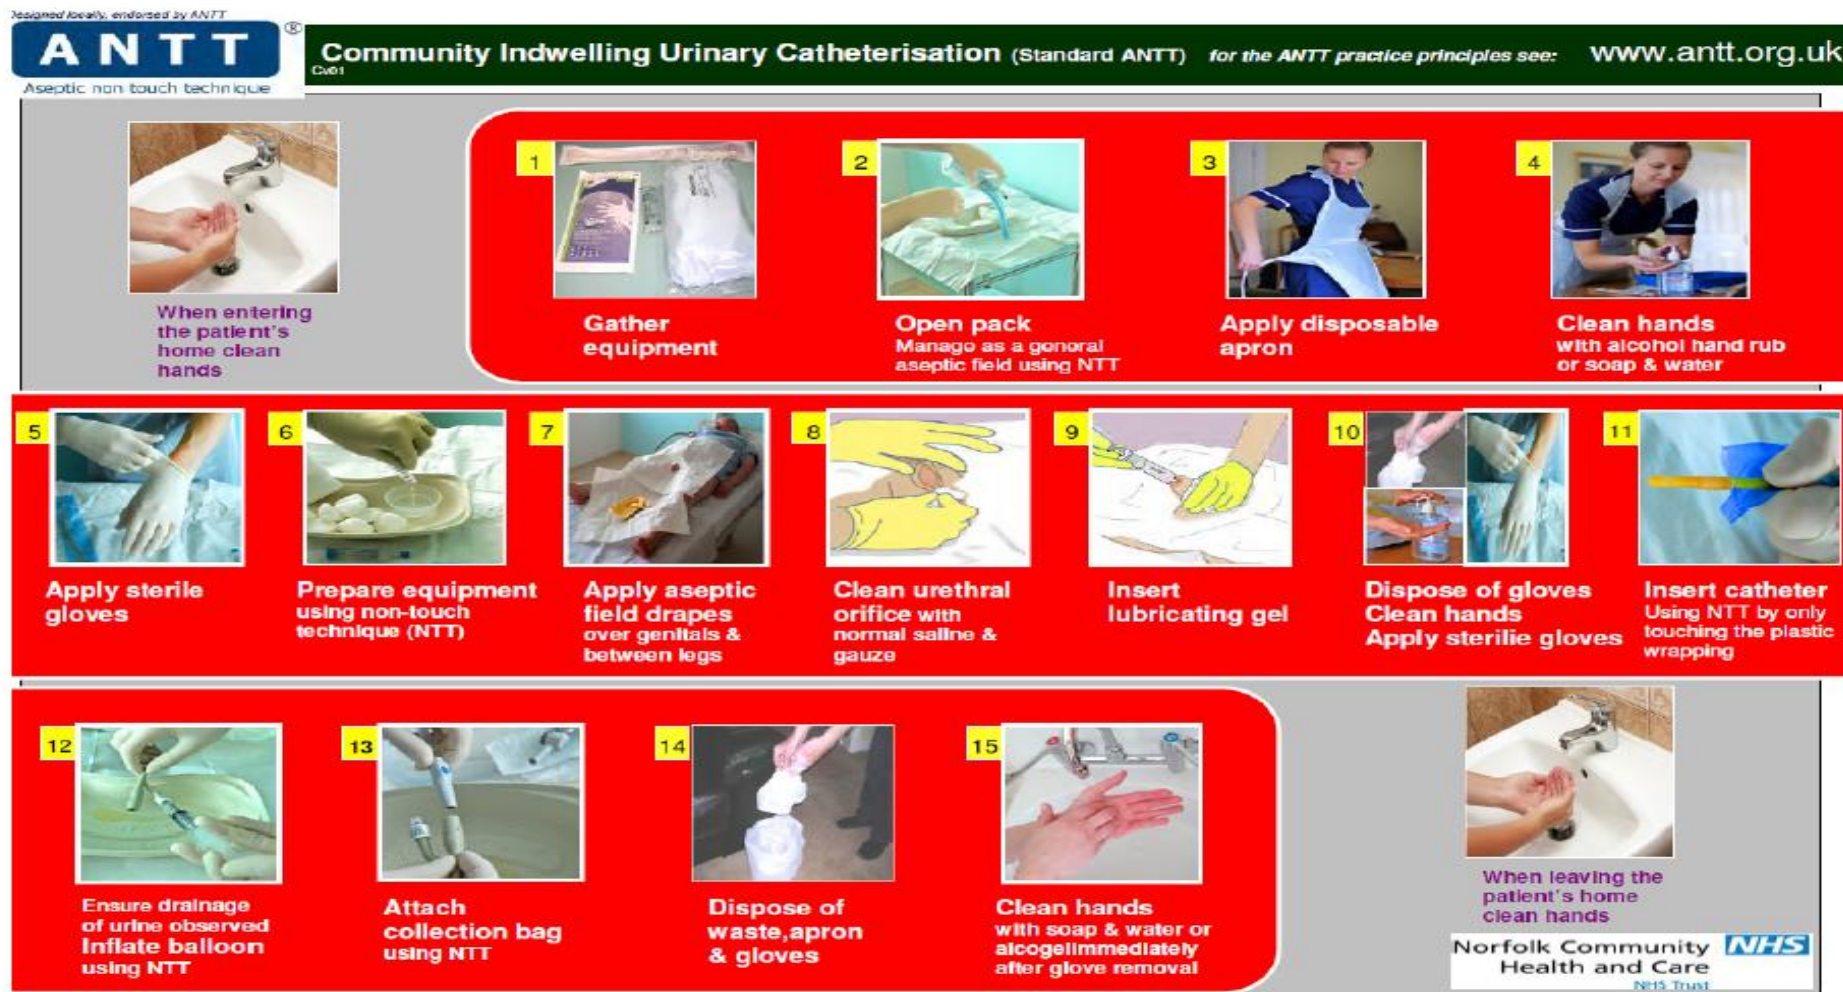 Designed locally, endorsed by ANTT
ANTT®
Aseptic non touch technique
Community Indwelling Urinary Catheterisation (Standard ANTT) for the ANTT practice principles see: www.antt.org.uk
Cv01
When entering
the patient's
home clean
hands
1
Gather
equipment
2
Open pack
Manage as a general
aseptic field using NTT
3
Apply disposable
apron
4
Clean hands
with alcohol hand rub
or soap & water
5
Apply sterile
gloves
6
Prepare equipment
using non-touch
technique (NTT)
7
Apply aseptic
field drapes
over genitals &
between legs
8
Clean urethral
orifice with
normal saline &
gauze
9
Insert
lubricating gel
10
Dispose of gloves
Clean hands
Apply sterilie gloves
11
Insert catheter
Using NTT by only
touching the plastic
wrapping
12
Ensure drainage
of urine observed
Inflate balloon
using NTT
13
Attach
collection bag
using NTT
14
Dispose of
waste,apron
& gloves
15
Clean hands
with soap & water or
alcogelimmediately
after glove removal
When leaving the
patient's home
clean hands
Norfolk Community NHS
Health and Care
NHS Trust